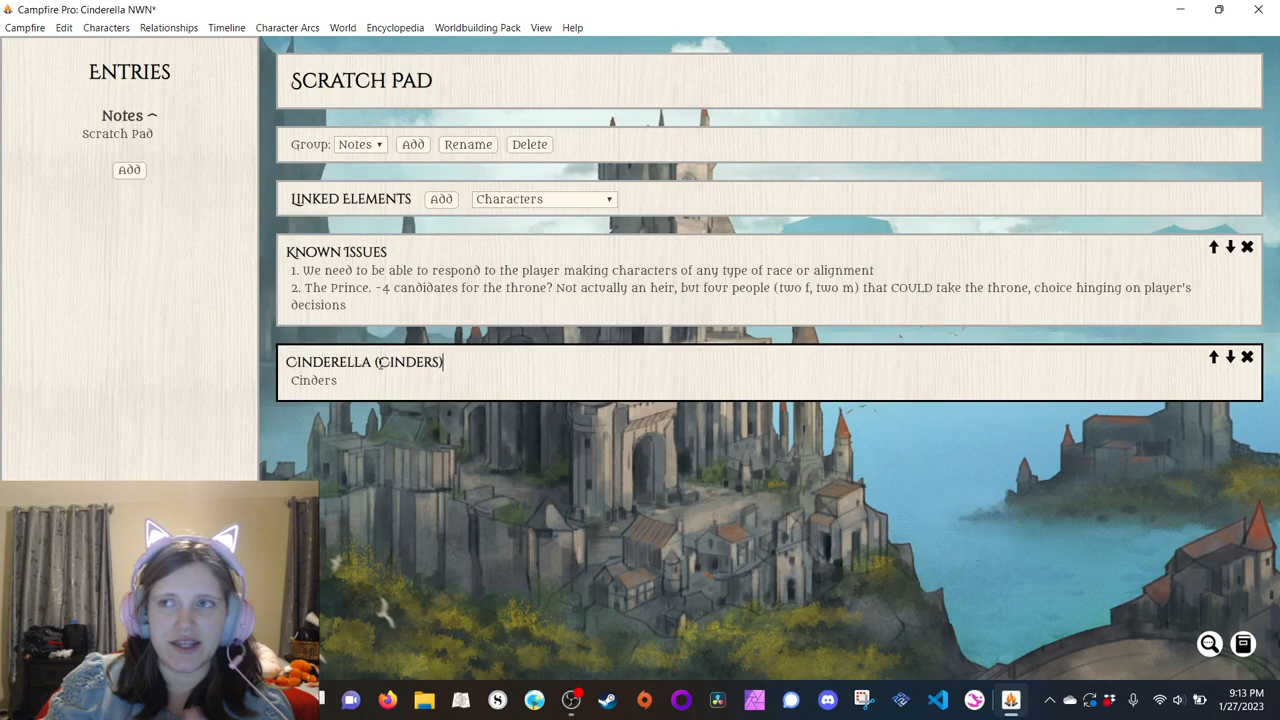 Campfire Pro: Cinderella NWN*
Campfire Edit Characters Relationships Timeline Character Arcs World Encyclopedia Worldbuilding Pack View Help
Entries
Notes
Scratch Pad
Add
Scratch Pad
Group: Notes Add Rename Delete
Linked Elements Add Characters
Known Issues
1. We need to be able to respond to the player making characters of any type of race or alignment
2. The Prince. -4 candidates for the throne? Not actually an heir, but four people (two f, two m) that COULD take the throne, choice hinging on player's
decisions
Cinderella (Cinders)
Cinders
9:13 PM
1/27/2023